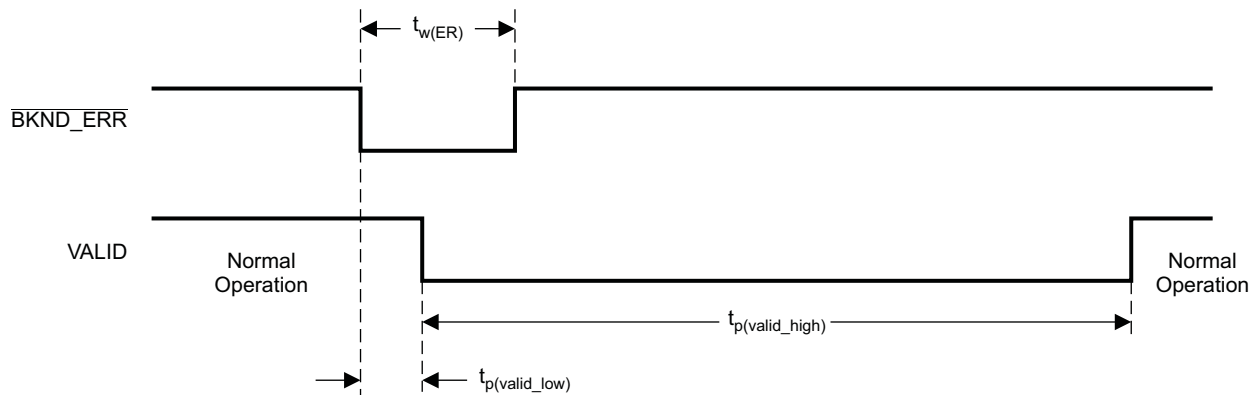 tw(ER)
BKND_ERR
VALID
Normal
Operation
Normal
Operation
tp(valid_high)
tp(valid_low)